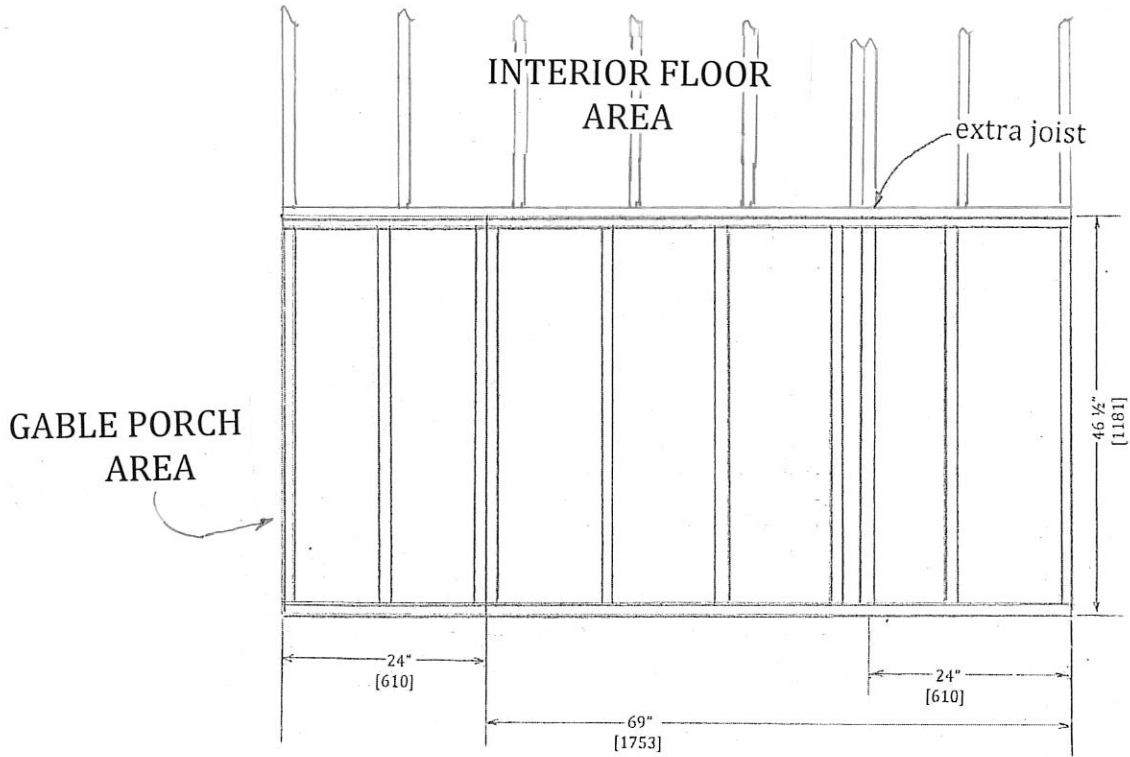 INTERIOR FLOOR
AREA
extra joist
GABLE PORCH
AREA
46 ½"
[1181]
24"
[610]
24"
[610]
69"
[1753]